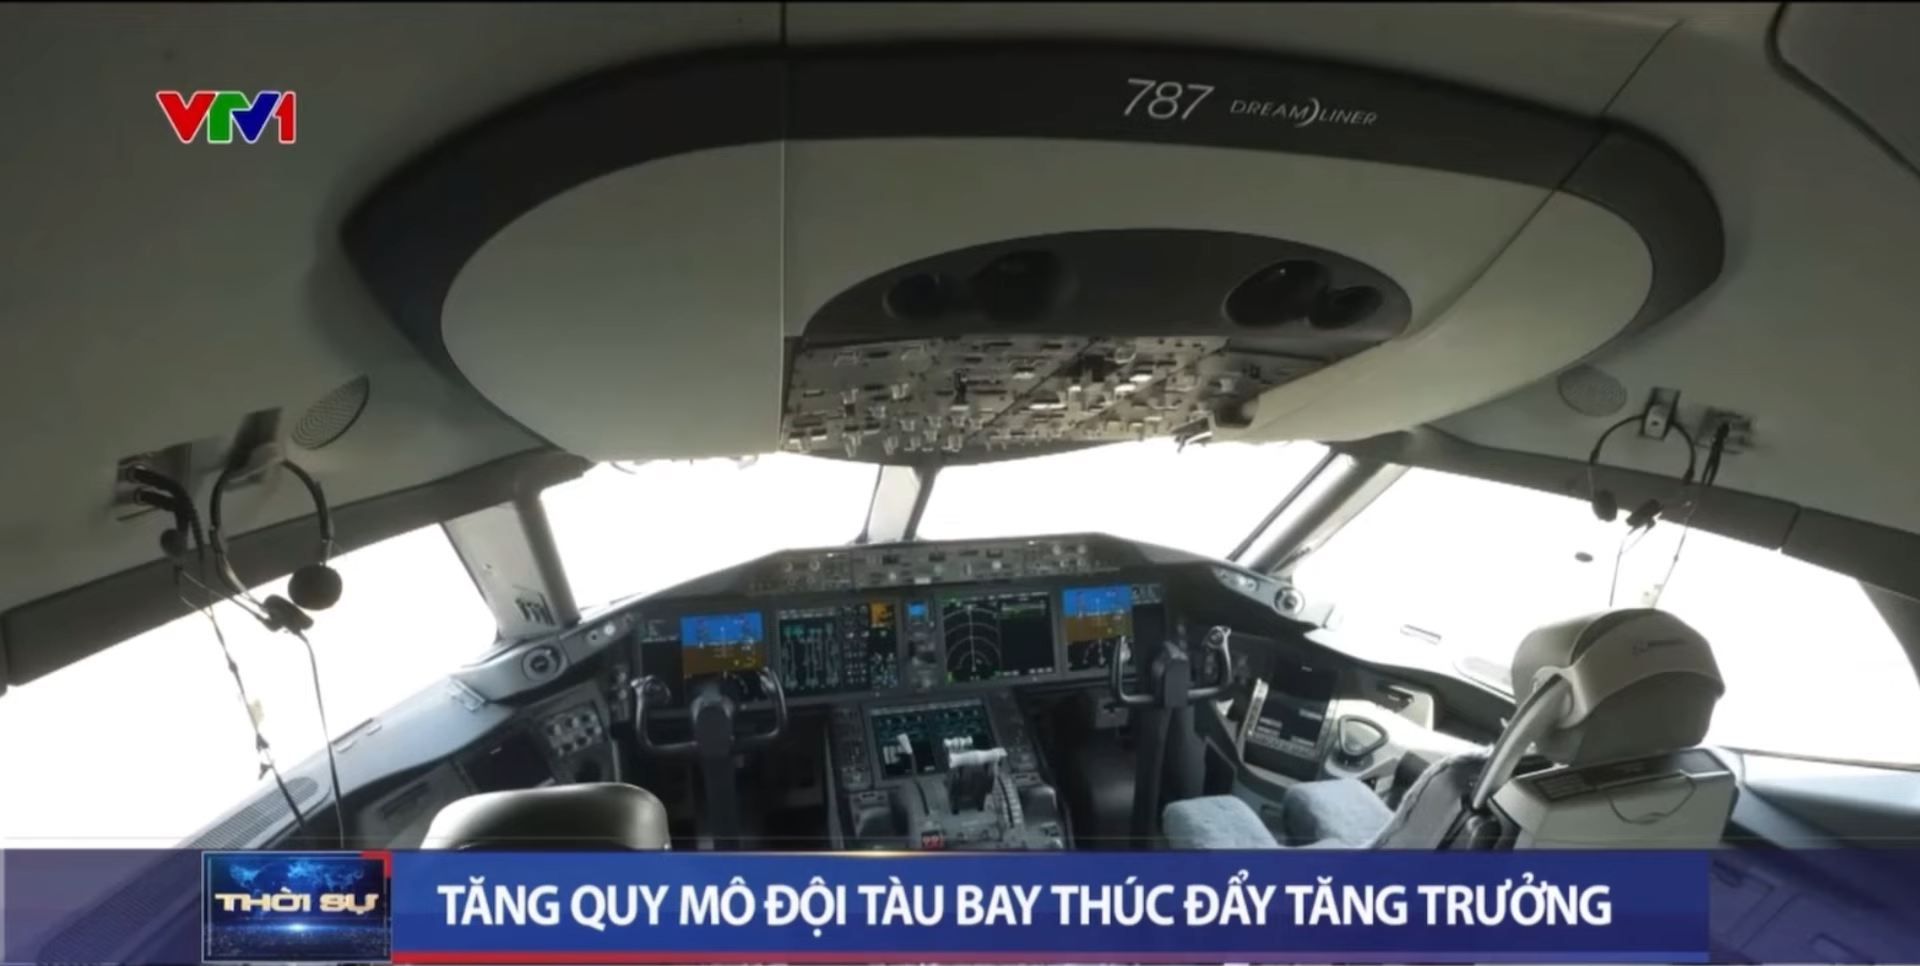 VTV1
787 DREAMLINER
THỜI SỰ
TĂNG QUY MÔ ĐỘI TÀU BAY THÚC ĐẨY TĂNG TRƯỞNG